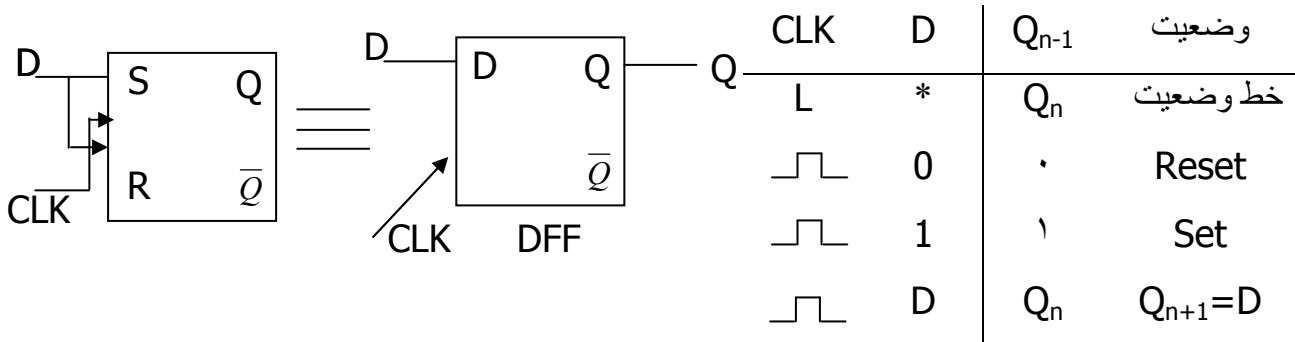 D
S Q
R Q̅
CLK
D
D Q Q
Q̅
CLK DFF
CLK D Qn-1 وضعیت
L * Qn خط وضعیت
0 ۰ Reset
1 ۱ Set
D Qn Qn+1=D